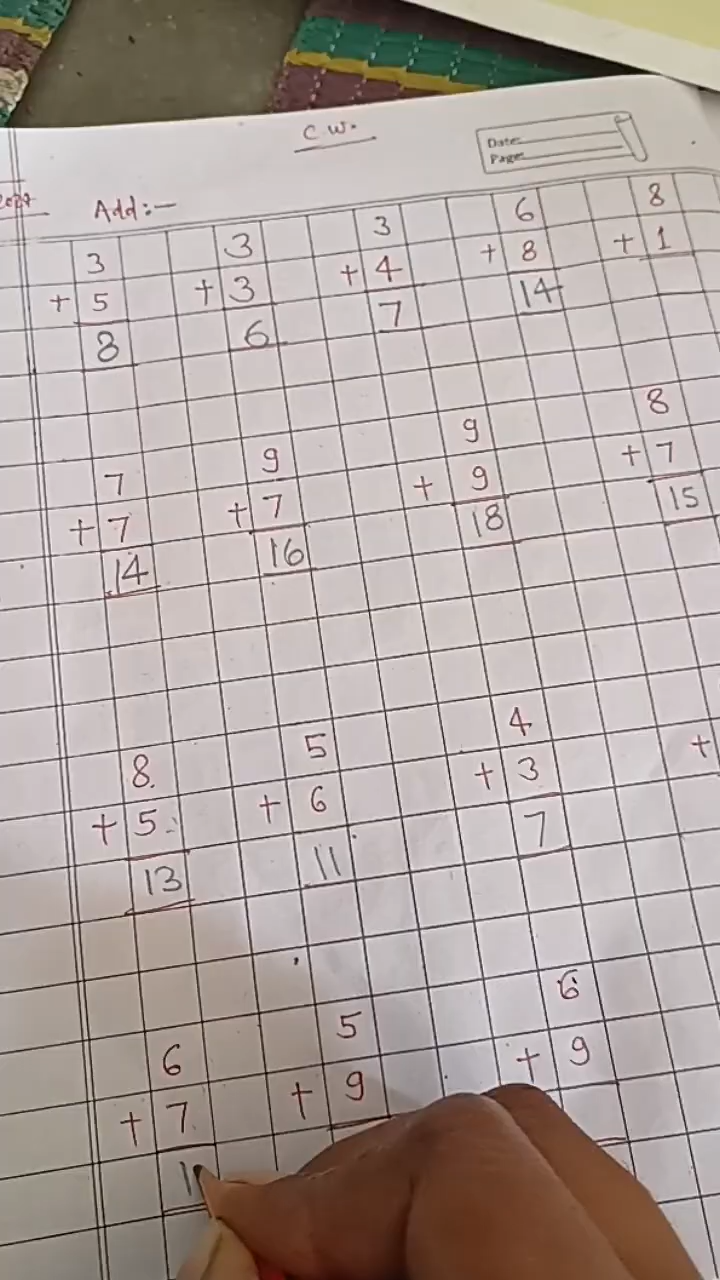 C.W.
Date:
Page:
Add:-
3 3 3 6 8
+ 5 + 3 + 4 + 8 + 1
8 6 7 14
7 9 9 8
+ 7 + 7 + 9 + 7
14 16 18 15
8 5 4
+ 5 + 6 + 3 +
13 11 7
6 5 6
+ 7 + 9 + 9
1